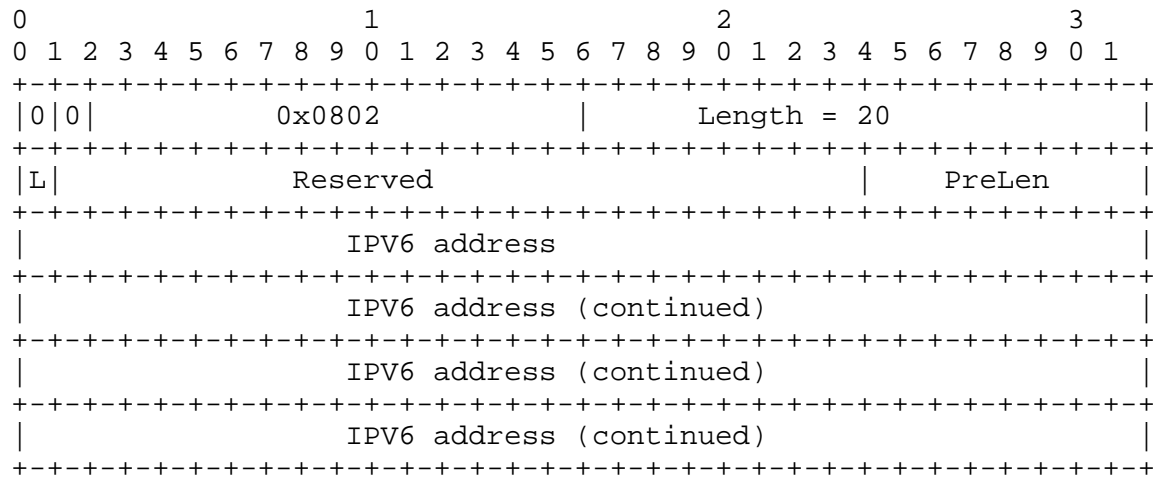 0                   1                   2                   3
0 1 2 3 4 5 6 7 8 9 0 1 2 3 4 5 6 7 8 9 0 1 2 3 4 5 6 7 8 9 0 1
+-+-+-+-+-+-+-+-+-+-+-+-+-+-+-+-+-+-+-+-+-+-+-+-+-+-+-+-+-+-+-+-+
|0|0|          0x0802           |      Length = 20              |
+-+-+-+-+-+-+-+-+-+-+-+-+-+-+-+-+-+-+-+-+-+-+-+-+-+-+-+-+-+-+-+-+
|L|             Reserved                        |    PreLen     |
+-+-+-+-+-+-+-+-+-+-+-+-+-+-+-+-+-+-+-+-+-+-+-+-+-+-+-+-+-+-+-+-+
|                  IPV6 address                                 |
+-+-+-+-+-+-+-+-+-+-+-+-+-+-+-+-+-+-+-+-+-+-+-+-+-+-+-+-+-+-+-+-+
|                  IPV6 address (continued)                     |
+-+-+-+-+-+-+-+-+-+-+-+-+-+-+-+-+-+-+-+-+-+-+-+-+-+-+-+-+-+-+-+-+
|                  IPV6 address (continued)                     |
+-+-+-+-+-+-+-+-+-+-+-+-+-+-+-+-+-+-+-+-+-+-+-+-+-+-+-+-+-+-+-+-+
|                  IPV6 address (continued)                     |
+-+-+-+-+-+-+-+-+-+-+-+-+-+-+-+-+-+-+-+-+-+-+-+-+-+-+-+-+-+-+-+-+